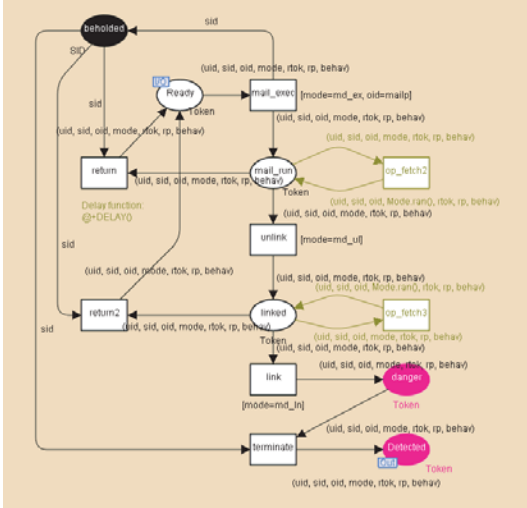 beholded
sid
SID
sid
(uid, sid, oid, mode, rtok, rp, behav)
I/O
Ready
Token
mail_exec
[mode=md_ex, oid=mailp]
(uid, sid, oid, mode, rtok, rp, behav)
(uid, sid, oid, mode, rtok, rp, behav)
(uid, sid, oid, mode, rtok, rp, behav)
return
mail_run
Token
op_fetch2
(uid, sid, oid, mode, rtok, rp, behav)
(uid, sid, oid, Mode.ran(), rtok, rp, behav)
Delay function:
@+DELAY()
(uid, sid, oid, mode, rtok, rp, behav)
unlink
[mode=md_ul]
sid
(uid, sid, oid, mode, rtok, rp, behav)
(uid, sid, oid, mode, rtok, rp, behav)
(uid, sid, oid, Mode.ran(), rtok, rp, behav)
return2
linked
Token
op_fetch3
sid
(uid, sid, oid, mode, rtok, rp, behav)
(uid, sid, oid, mode, rtok, rp, behav)
(uid, sid, oid, mode, rtok, rp, behav)
(uid, sid, oid, mode, rtok, rp, behav)
link
[mode=md_ln]
danger
Token
(uid, sid, oid, mode, rtok, rp, behav)
terminate
Detected
Out
Token
(uid, sid, oid, mode, rtok, rp, behav)